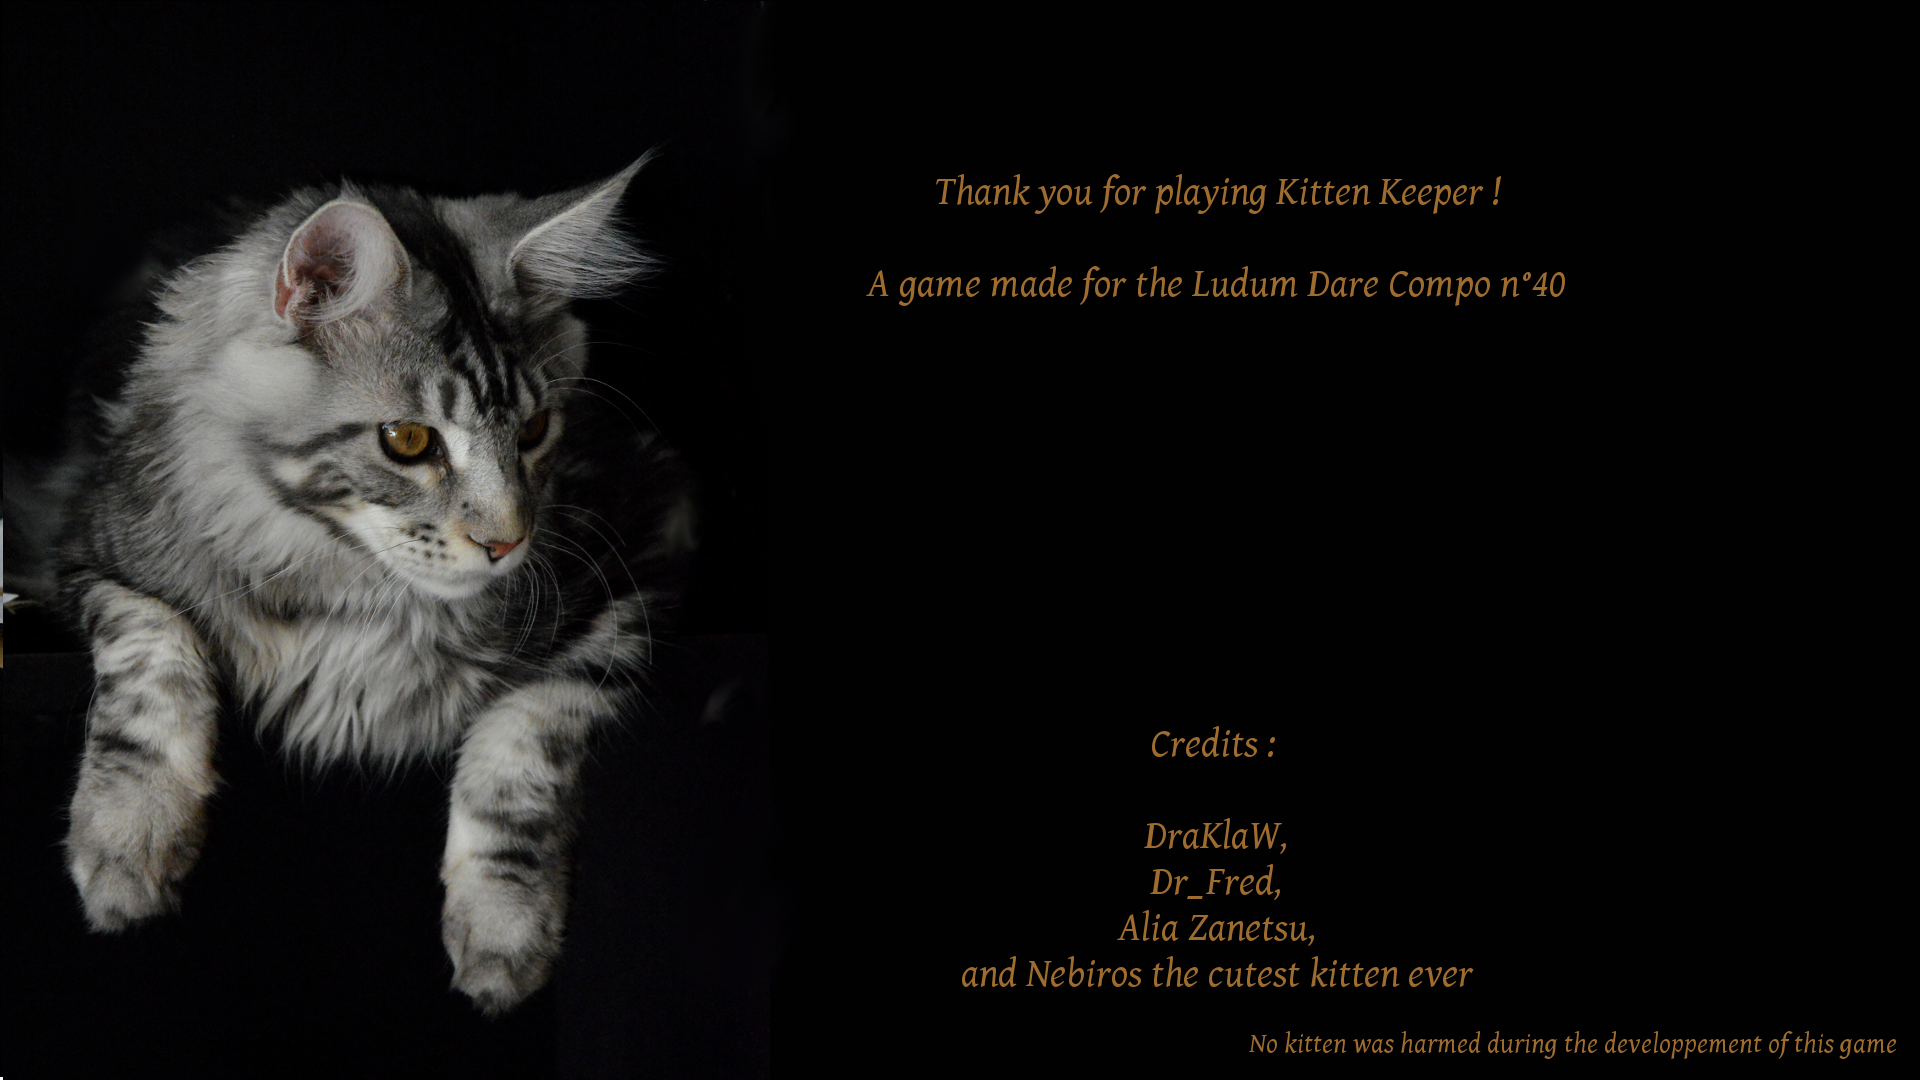 Thank you for playing Kitten Keeper !
A game made for the Ludum Dare Compo n°40
Credits :
DraKlaW,
Dr_Fred,
Alia Zanetsu,
and Nebiros the cutest kitten ever
No kitten was harmed during the developpement of this game